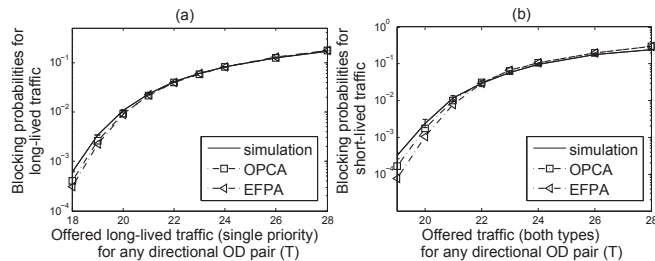 (a)
Blocking probabilities for
long-lived traffic
10⁻¹
10⁻²
10⁻³
10⁻⁴
simulation
OPCA
EFPA
18 20 22 24 26 28
Offered long-lived traffic (single priority)
for any directional OD pair (T)
(b)
Blocking probabilities for
short-lived traffic
10⁰
10⁻¹
10⁻²
10⁻³
10⁻⁴
simulation
OPCA
EFPA
20 22 24 26 28
Offered traffic (both types)
for any directional OD pair (T)